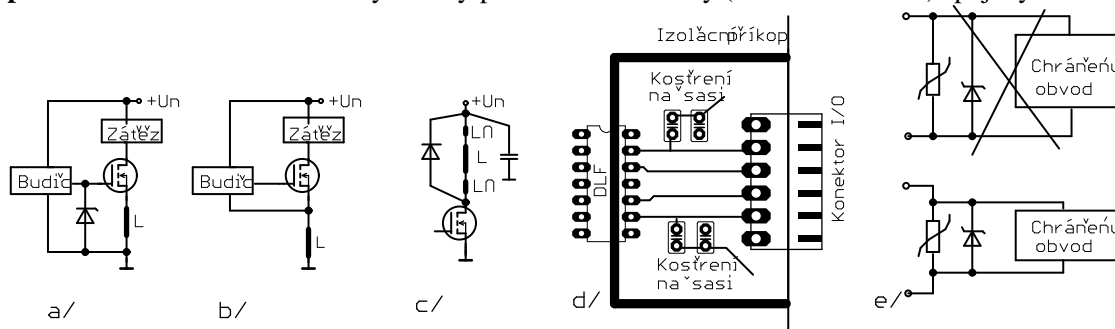 +Un
Zátěž
Budič
L
a/
+Un
Zátěž
Budič
L
b/
+Un
LΠ
L
LΠ
c/
Izolační příkop
Kostření
na šasi
DLF
Konektor I/O
Kostření
na šasi
d/
Chráněný
obvod
Chráněný
obvod
e/